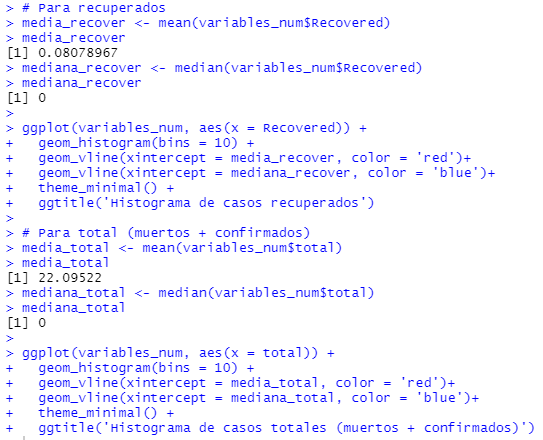 > # Para recuperados
> media_recover <- mean(variables_num$Recovered)
> media_recover
[1] 0.08078967
> mediana_recover <- median(variables_num$Recovered)
> mediana_recover
[1] 0
>
> ggplot(variables_num, aes(x = Recovered)) +
+   geom_histogram(bins = 10) +
+   geom_vline(xintercept = media_recover, color = 'red')+
+   geom_vline(xintercept = mediana_recover, color = 'blue')+
+   theme_minimal() +
+   ggtitle('Histograma de casos recuperados')
>
> # Para total (muertos + confirmados)
> media_total <- mean(variables_num$total)
> media_total
[1] 22.09522
> mediana_total <- median(variables_num$total)
> mediana_total
[1] 0
>
> ggplot(variables_num, aes(x = total)) +
+   geom_histogram(bins = 10) +
+   geom_vline(xintercept = media_total, color = 'red')+
+   geom_vline(xintercept = mediana_total, color = 'blue')+
+   theme_minimal() +
+   ggtitle('Histograma de casos totales (muertos + confirmados)')